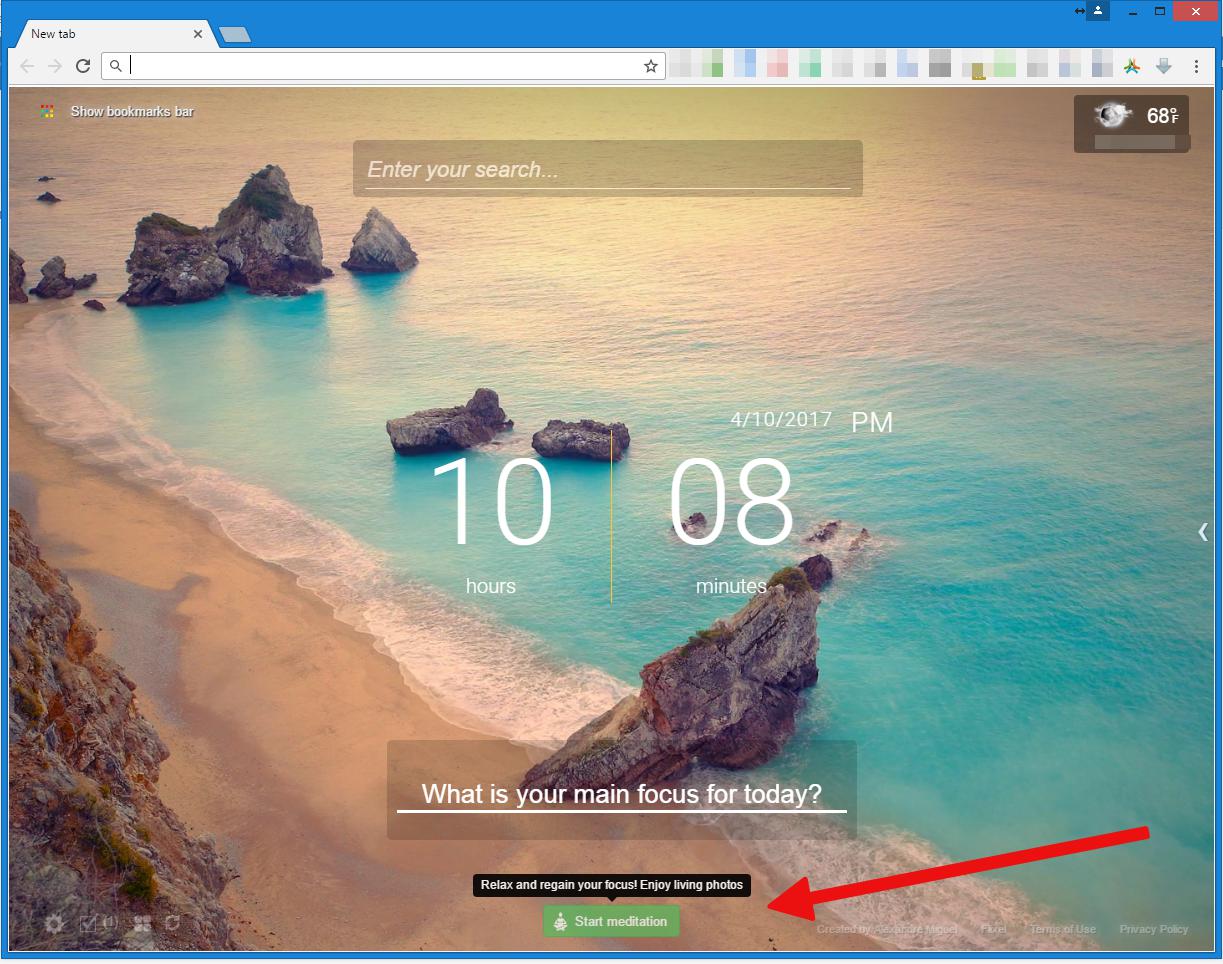 New tab
Show bookmarks bar
68°F
Enter your search...
4/10/2017 PM
10 08
hours minutes
What is your main focus for today?
Relax and regain your focus! Enjoy living photos
Start meditation
(1)
Created by Alexandre Miguel Flixel Terms of Use Privacy Policy